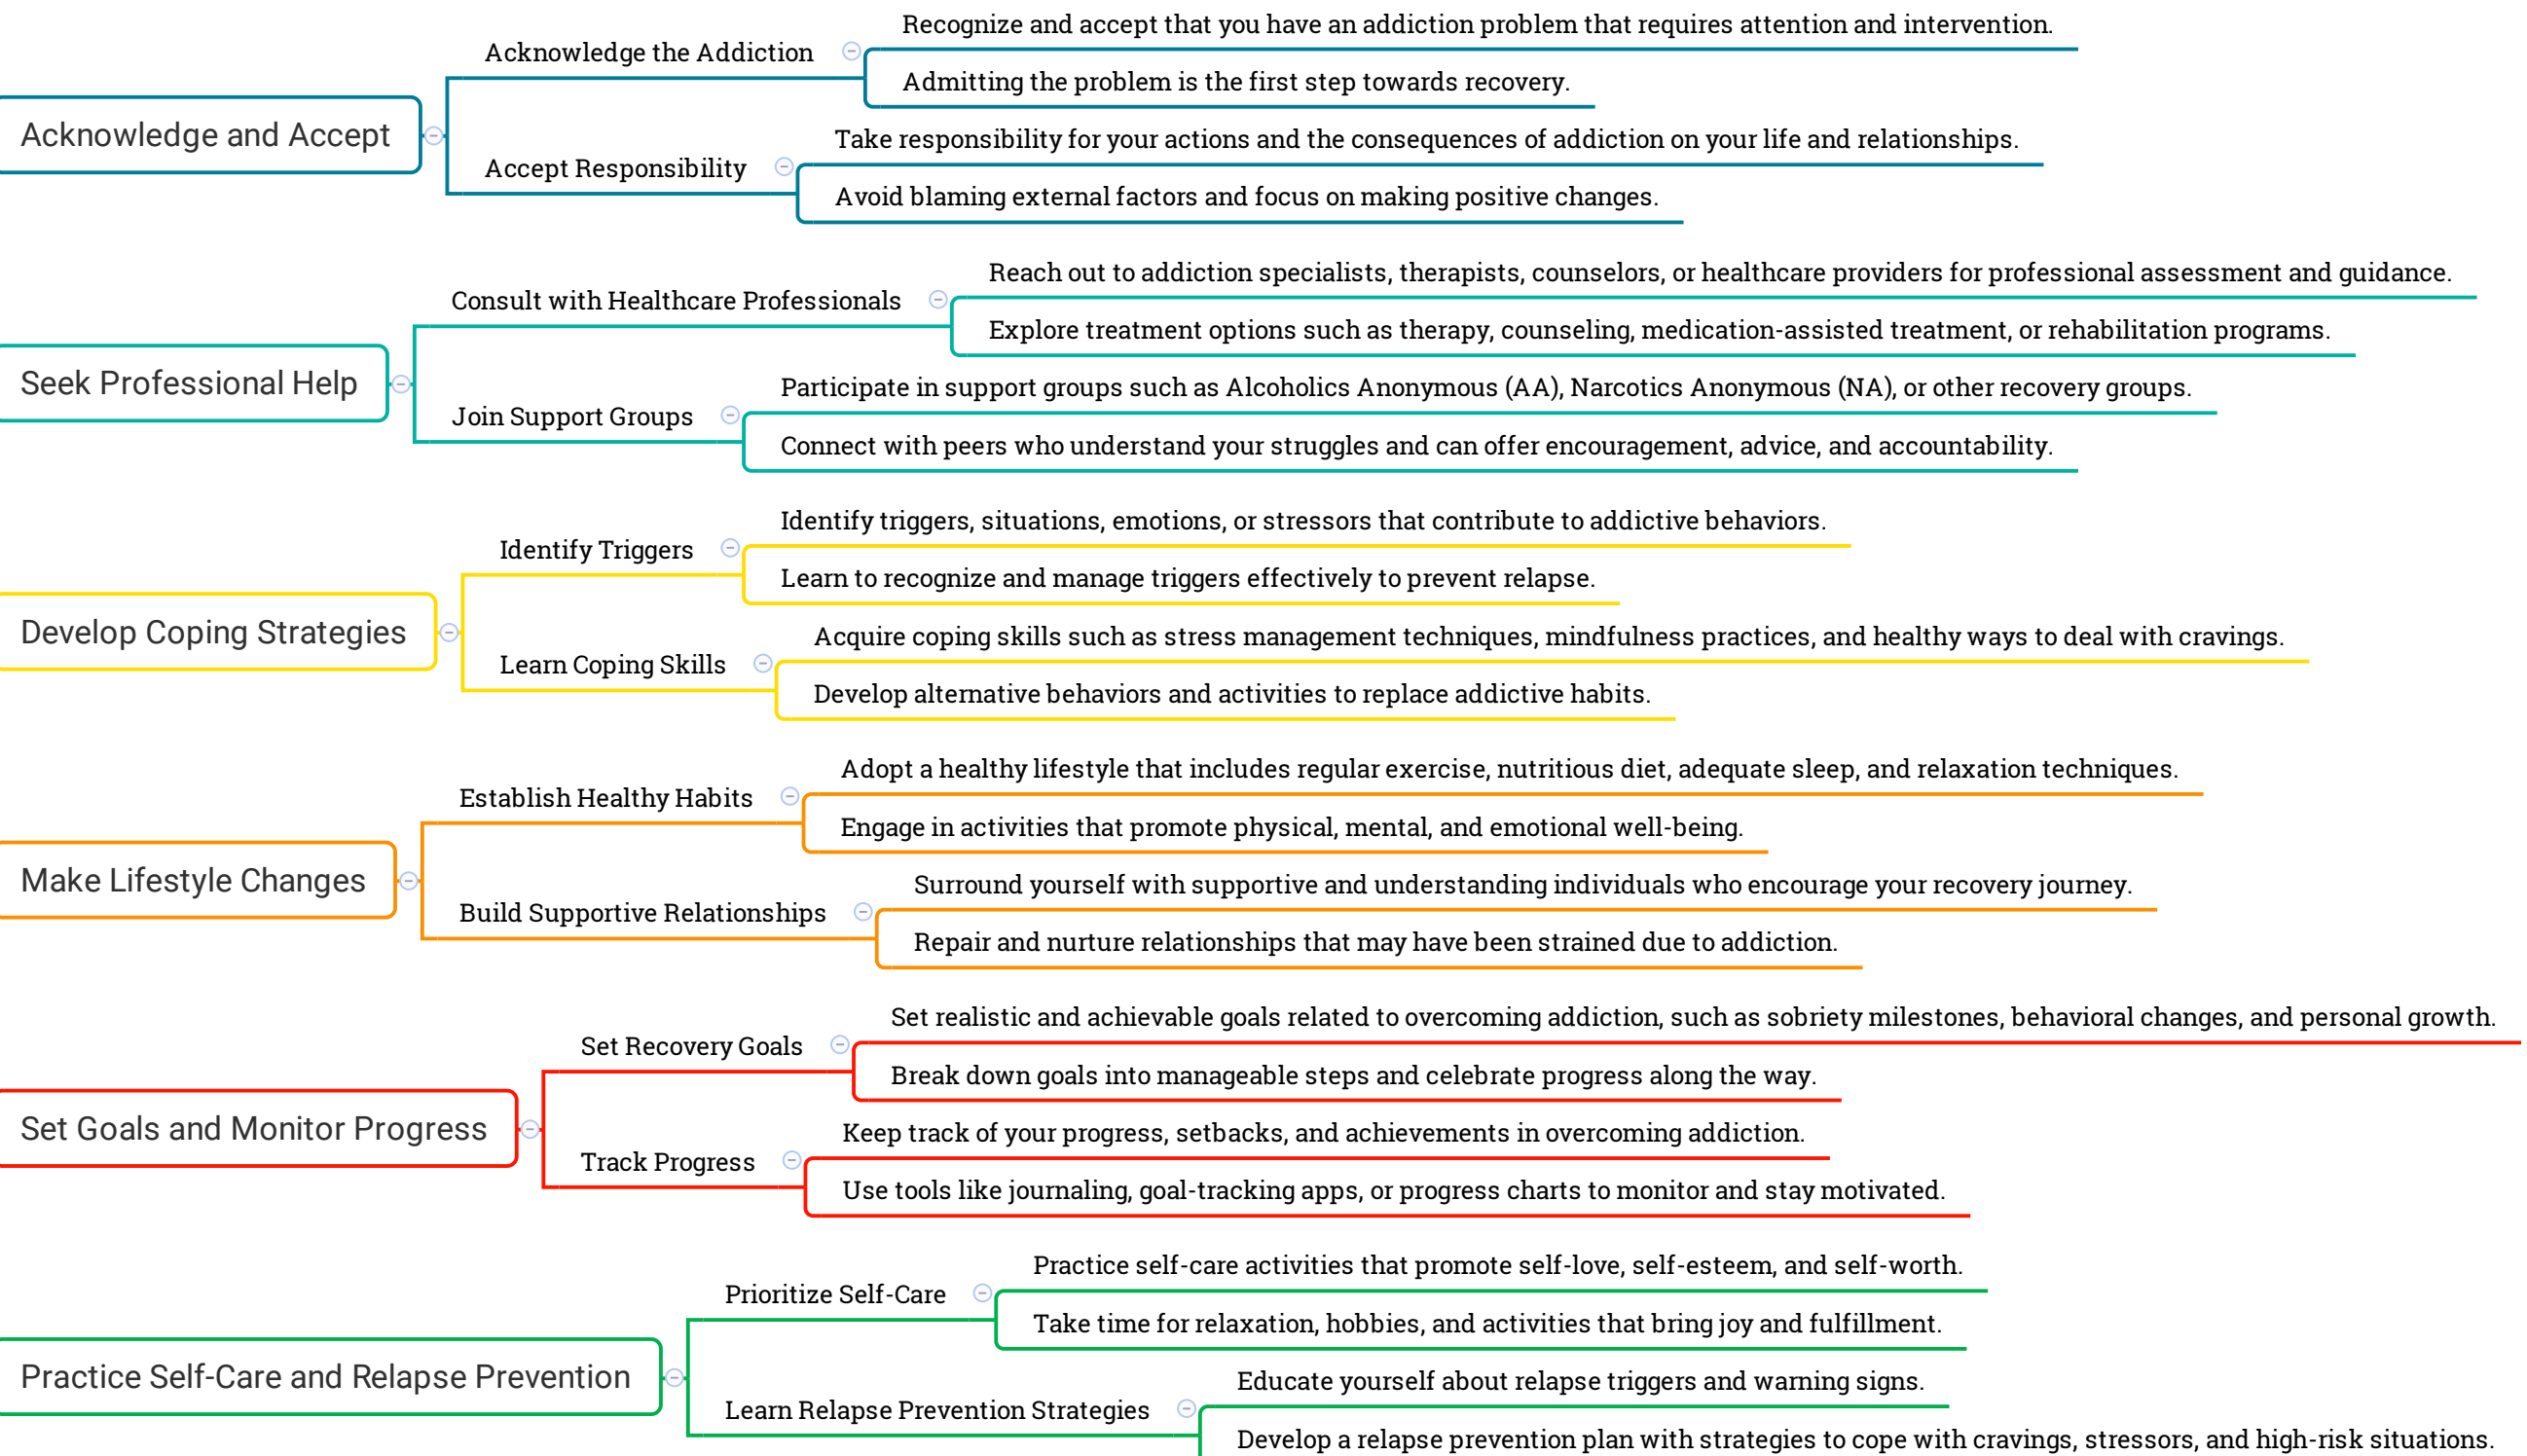 Acknowledge and Accept
Acknowledge the Addiction
Recognize and accept that you have an addiction problem that requires attention and intervention.
Admitting the problem is the first step towards recovery.
Accept Responsibility
Take responsibility for your actions and the consequences of addiction on your life and relationships.
Avoid blaming external factors and focus on making positive changes.
Seek Professional Help
Consult with Healthcare Professionals
Reach out to addiction specialists, therapists, counselors, or healthcare providers for professional assessment and guidance.
Explore treatment options such as therapy, counseling, medication-assisted treatment, or rehabilitation programs.
Join Support Groups
Participate in support groups such as Alcoholics Anonymous (AA), Narcotics Anonymous (NA), or other recovery groups.
Connect with peers who understand your struggles and can offer encouragement, advice, and accountability.
Develop Coping Strategies
Identify Triggers
Identify triggers, situations, emotions, or stressors that contribute to addictive behaviors.
Learn to recognize and manage triggers effectively to prevent relapse.
Learn Coping Skills
Acquire coping skills such as stress management techniques, mindfulness practices, and healthy ways to deal with cravings.
Develop alternative behaviors and activities to replace addictive habits.
Make Lifestyle Changes
Establish Healthy Habits
Adopt a healthy lifestyle that includes regular exercise, nutritious diet, adequate sleep, and relaxation techniques.
Engage in activities that promote physical, mental, and emotional well-being.
Build Supportive Relationships
Surround yourself with supportive and understanding individuals who encourage your recovery journey.
Repair and nurture relationships that may have been strained due to addiction.
Set Goals and Monitor Progress
Set Recovery Goals
Set realistic and achievable goals related to overcoming addiction, such as sobriety milestones, behavioral changes, and personal growth.
Break down goals into manageable steps and celebrate progress along the way.
Track Progress
Keep track of your progress, setbacks, and achievements in overcoming addiction.
Use tools like journaling, goal-tracking apps, or progress charts to monitor and stay motivated.
Practice Self-Care and Relapse Prevention
Prioritize Self-Care
Practice self-care activities that promote self-love, self-esteem, and self-worth.
Take time for relaxation, hobbies, and activities that bring joy and fulfillment.
Learn Relapse Prevention Strategies
Educate yourself about relapse triggers and warning signs.
Develop a relapse prevention plan with strategies to cope with cravings, stressors, and high-risk situations.